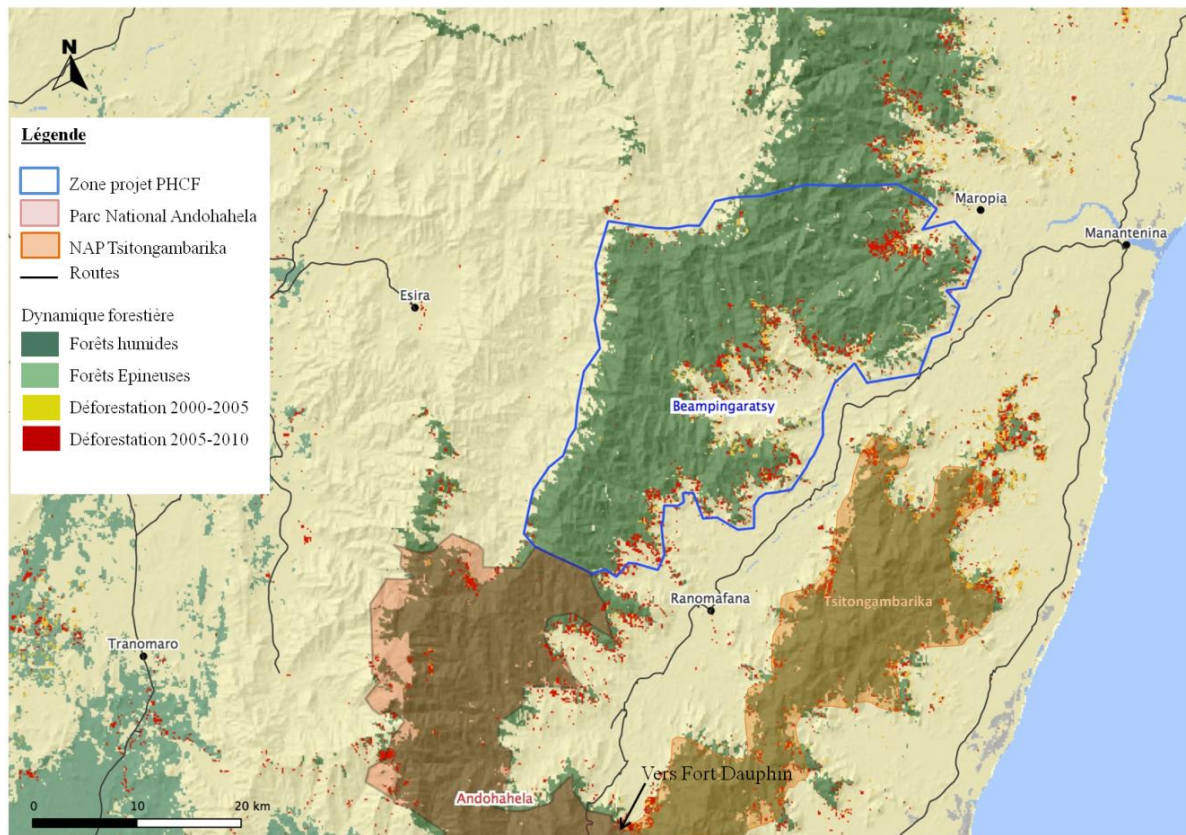 N
Légende
Zone projet PHCF
Parc National Andohahela
NAP Tsitongambarika
Routes
Dynamique forestière
Forêts humides
Forêts Epineuses
Déforestation 2000-2005
Déforestation 2005-2010
Maropia
Manantenina
Esira
Beampingaratsy
Ranomafana
Tsitongambarika
Tranomaro
Vers Fort Dauphin
Andohahela
0 10 20 km